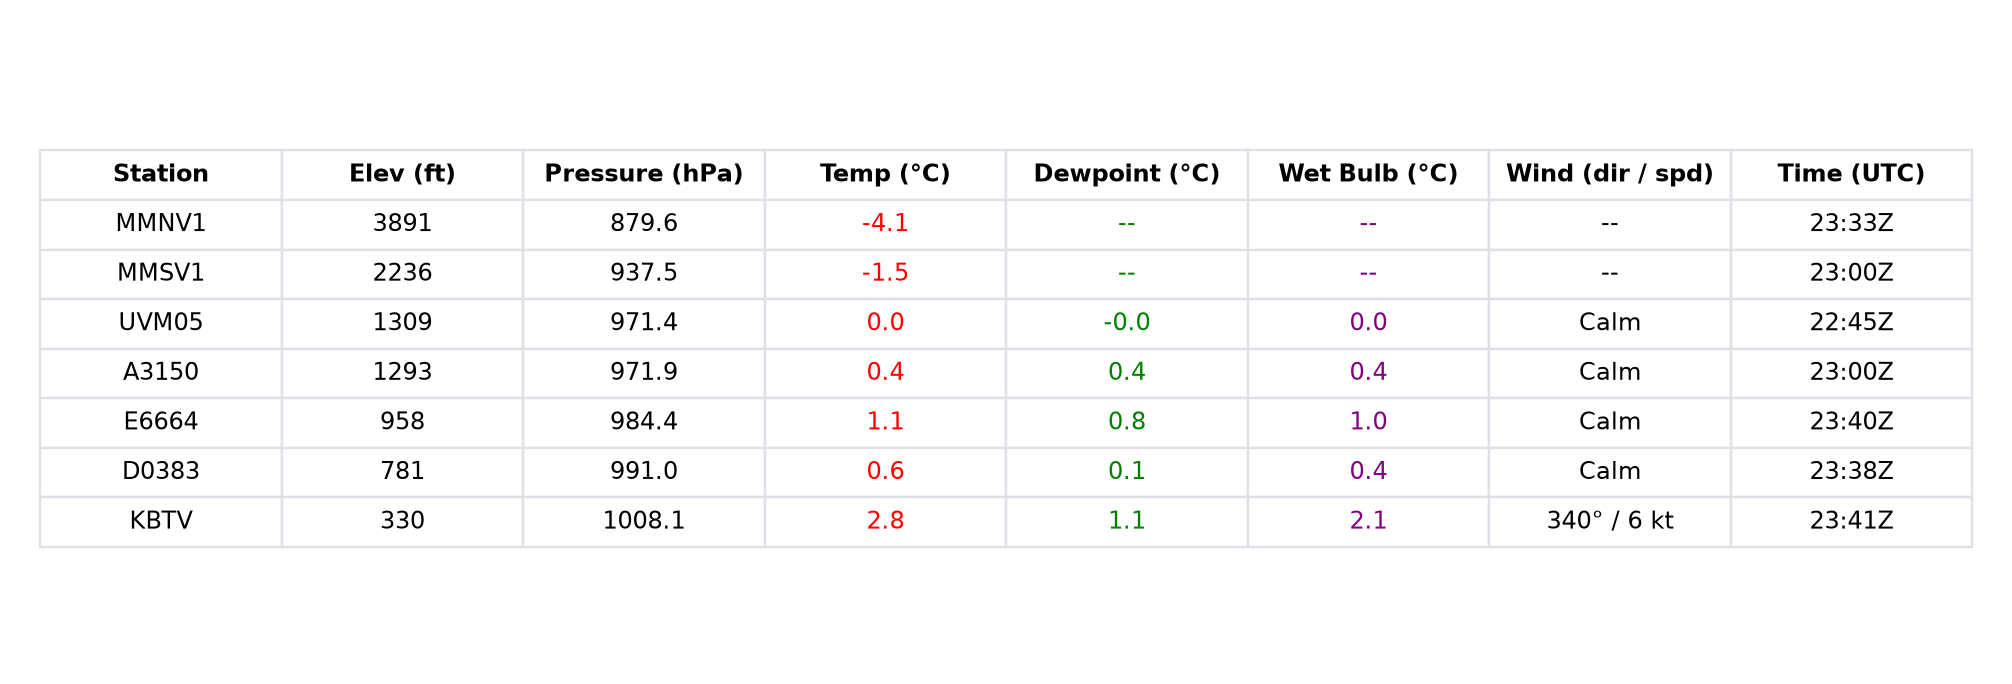 Station Elev (ft) Pressure (hPa) Temp (°C) Dewpoint (°C) Wet Bulb (°C) Wind (dir / spd) Time (UTC)
MMNV1 3891 879.6 -4.1 -- -- -- 23:33Z
MMSV1 2236 937.5 -1.5 -- -- -- 23:00Z
UVM05 1309 971.4 0.0 -0.0 0.0 Calm 22:45Z
A3150 1293 971.9 0.4 0.4 0.4 Calm 23:00Z
E6664 958 984.4 1.1 0.8 1.0 Calm 23:40Z
D0383 781 991.0 0.6 0.1 0.4 Calm 23:38Z
KBTV 330 1008.1 2.8 1.1 2.1 340° / 6 kt 23:41Z